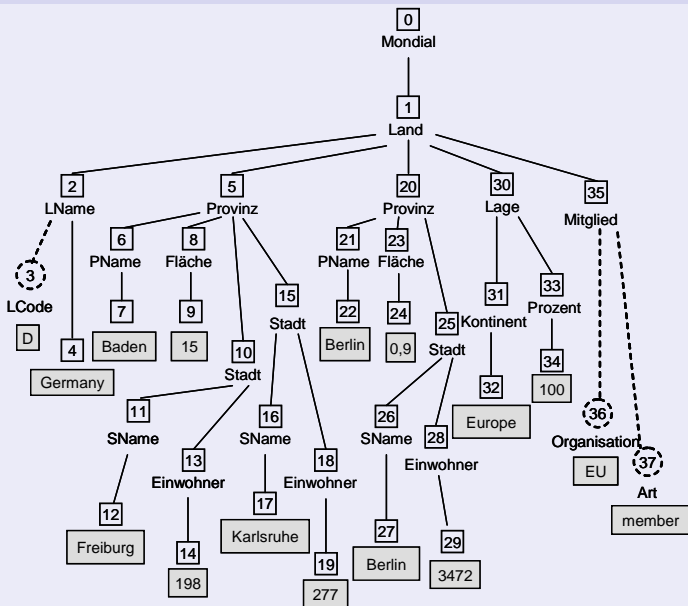 0
Mondial
1
Land
2
LName
5
Provinz
20
Provinz
30
Lage
35
Mitglied
3
LCode
D
4
Germany
6
PName
7
Baden
8
Fläche
9
15
10
Stadt
11
SName
12
Freiburg
13
Einwohner
14
198
15
Stadt
16
SName
17
Karlsruhe
18
Einwohner
19
277
21
PName
22
Berlin
23
Fläche
24
0,9
25
Stadt
26
SName
27
Berlin
28
Einwohner
29
3472
31
Kontinent
32
Europe
33
Prozent
34
100
36
Organisation
EU
37
Art
member